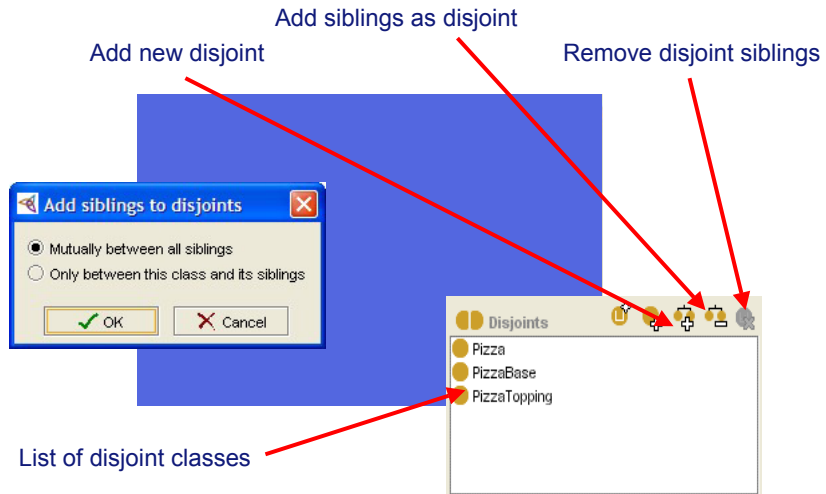 Add siblings as disjoint
Add new disjoint
Remove disjoint siblings
Add siblings to disjoints
Mutually between all siblings
Only between this class and its siblings
OK
Cancel
Disjoints
Pizza
PizzaBase
PizzaTopping
List of disjoint classes